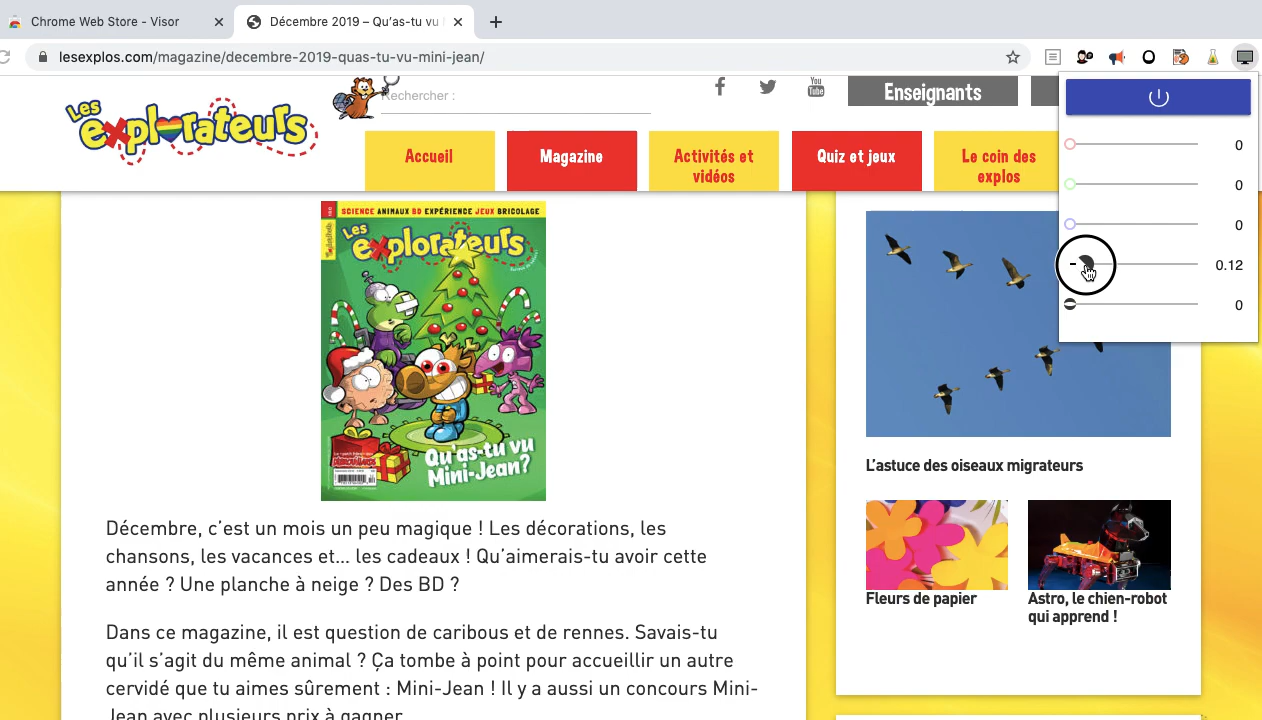 Chrome Web Store - Visor
Décembre 2019 – Qu’as-tu vu
lesexplos.com/magazine/decembre-2019-quas-tu-vu-mini-jean/
Les
explorateurs
Rechercher :
You
Tube
Enseignants
Accueil
Magazine
Activités et
vidéos
Quiz et jeux
Le coin des
explos
0
0
0
0.12
0
SCIENCE ANIMAUX BD EXPÉRIENCE JEUX BRICOLAGE
Les
explorateurs
Qu'as-tu vu
Mini-Jean?
Décembre, c’est un mois un peu magique ! Les décorations, les
chansons, les vacances et… les cadeaux ! Qu’aimerais-tu avoir cette
année ? Une planche à neige ? Des BD ?
Dans ce magazine, il est question de caribous et de rennes. Savais-tu
qu’il s’agit du même animal ? Ça tombe à point pour accueillir un autre
cervidé que tu aimes sûrement : Mini-Jean ! Il y a aussi un concours Mini-
Jean avec plusieurs prix à gagner
L’astuce des oiseaux migrateurs
Fleurs de papier
Astro, le chien-robot
qui apprend !